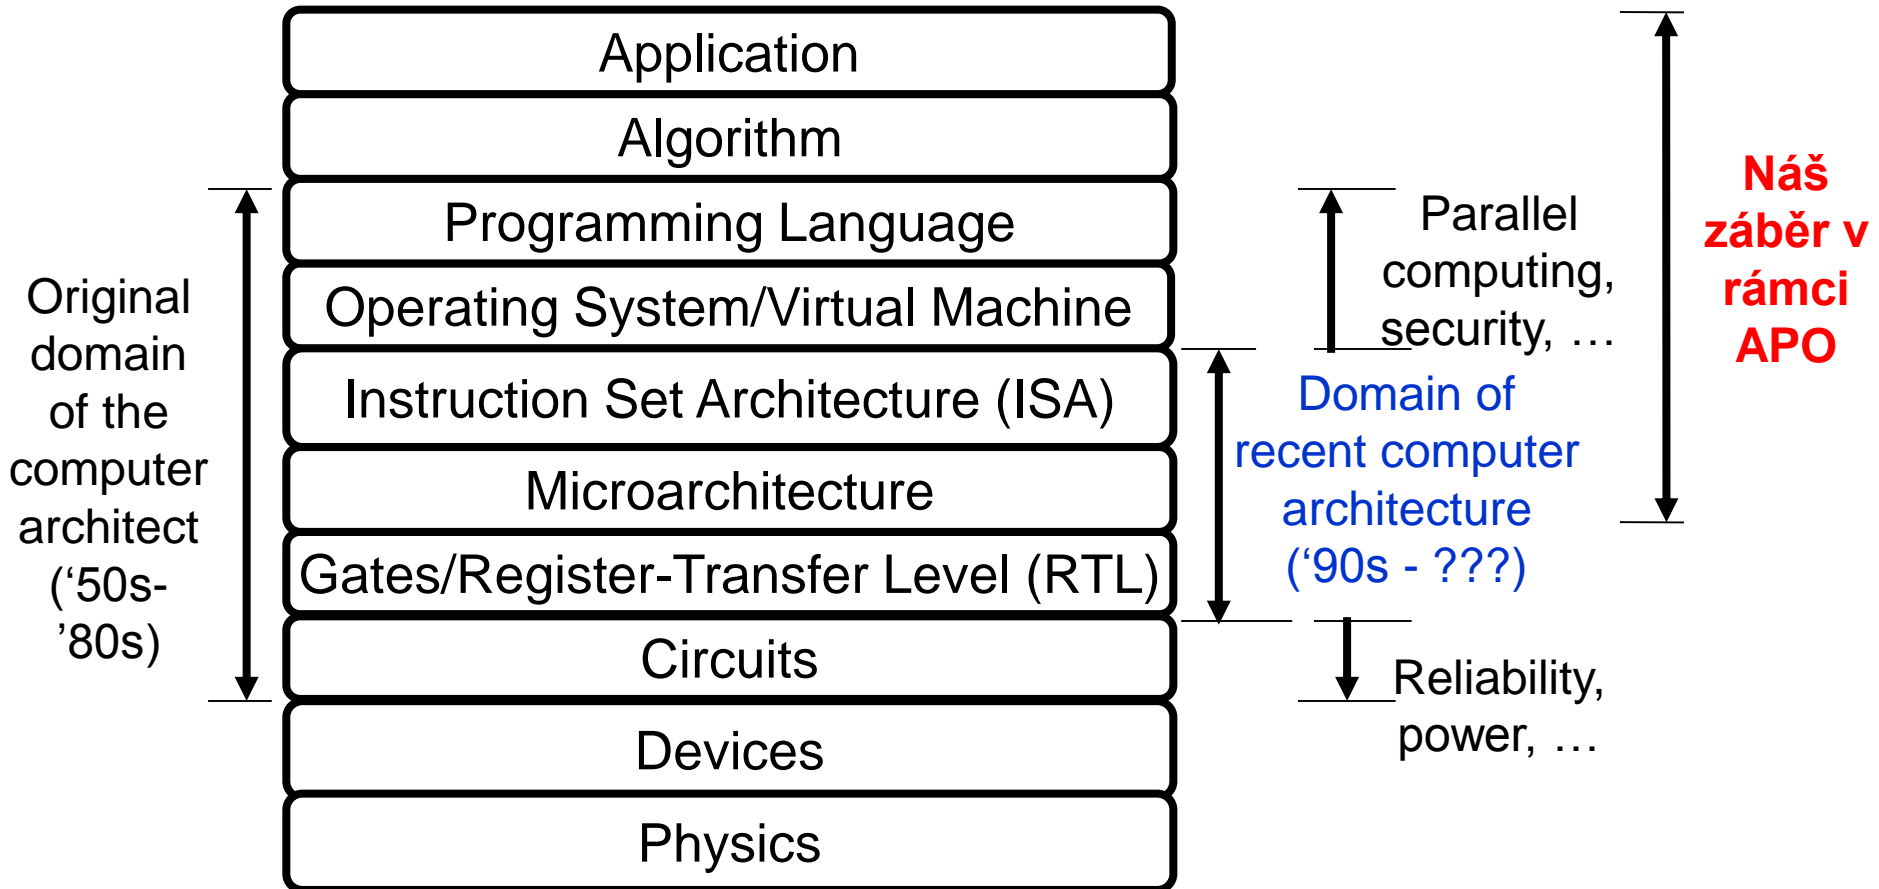 Application
Algorithm
Programming Language
Operating System/Virtual Machine
Instruction Set Architecture (ISA)
Microarchitecture
Gates/Register-Transfer Level (RTL)
Circuits
Devices
Physics
Original
domain
of the
computer
architect
(‘50s-
’80s)
Parallel
computing,
security, …
Domain of
recent computer
architecture
(‘90s - ???)
Reliability,
power, …
Náš
záběr v
rámci
APO